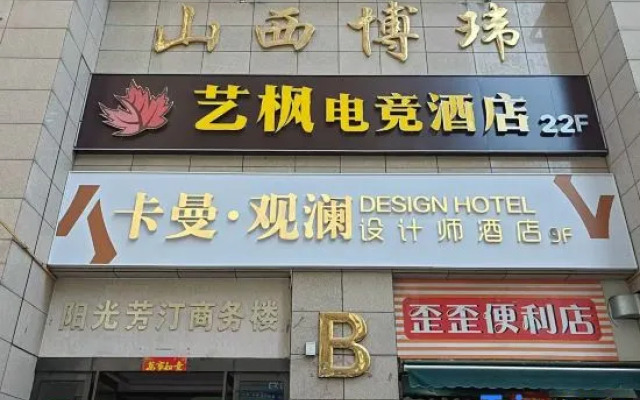 山西博玮
艺枫电竞酒店 22F
卡曼·观澜 DESIGN HOTEL
设计师酒店 9F
阳光芳汀商务楼
B
歪歪便利店